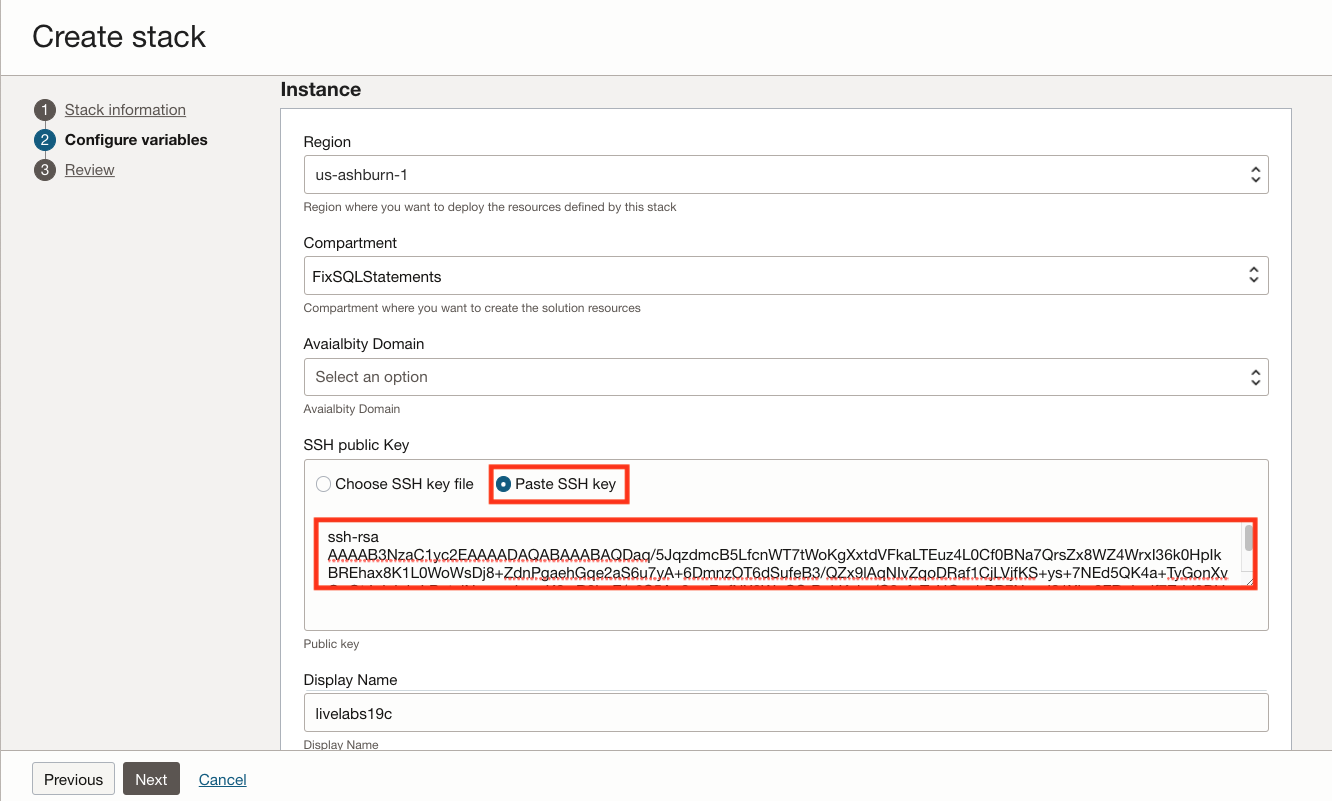 Create stack
1 Stack information
2 Configure variables
3 Review
Instance
Region
us-ashburn-1
Region where you want to deploy the resources defined by this stack
Compartment
FixSQLStatements
Compartment where you want to create the solution resources
Avaialbity Domain
Select an option
Avaialbity Domain
SSH public Key
Choose SSH key file
Paste SSH key
ssh-rsa
AAAAB3NzaC1yc2EAAAADAQABAAABAQDaq/5JqzdmcB5LfcnWT7tWoKgXxtdVFkaLTEuz4L0Cf0BNa7QrsZx8WZ4WrxI36k0HpIk
BREhax8K1L0WoWsDj8+ZdnPgaehGqe2aS6u7yA+6DmnzOT6dSufeB3/QZx9lAqNIvZqoDRaf1CjLVjfKS+ys+7NEd5QK4a+TyGonXv
Public key
Display Name
livelabs19c
Display Name
Previous
Next
Cancel